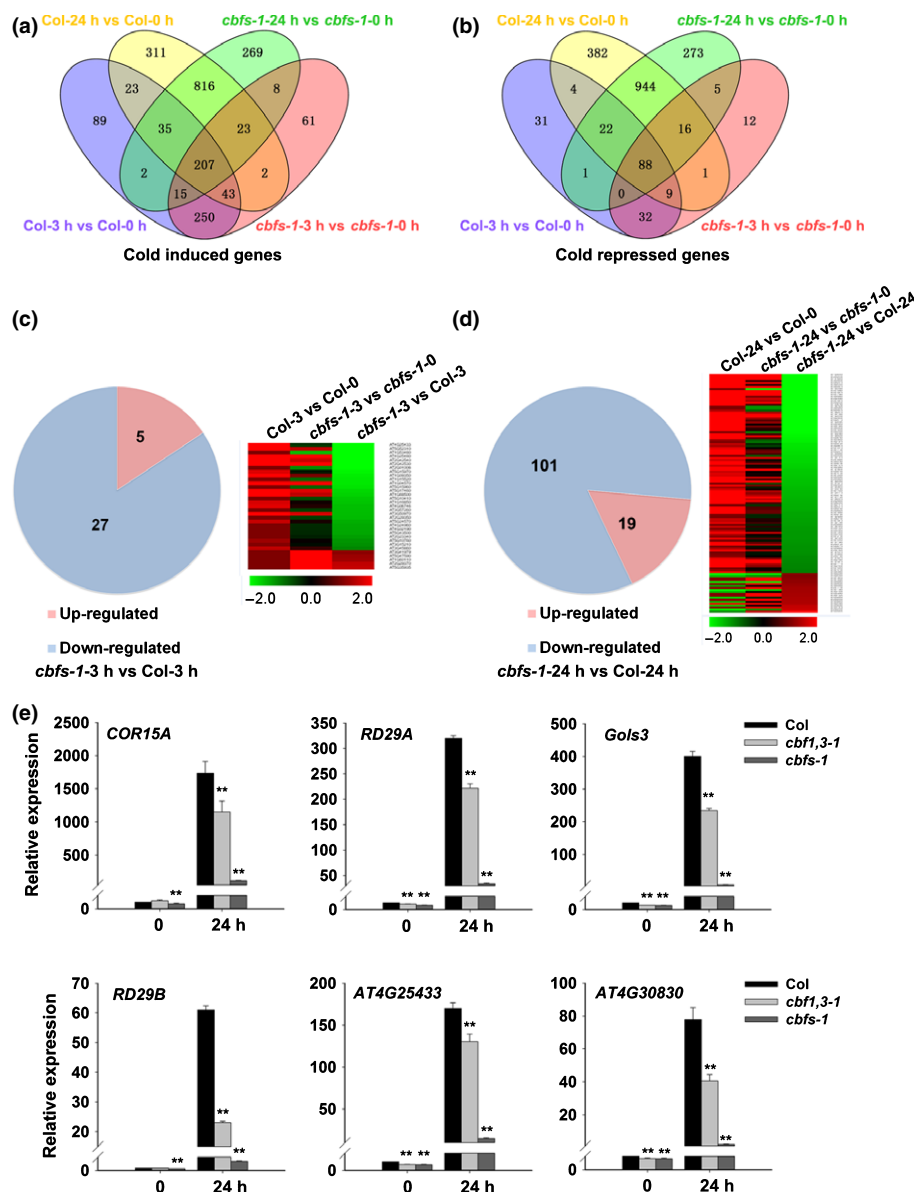 (a)
Col-24 h vs Col-0 h
cbfs-1-24 h vs cbfs-1-0 h
311
269
23
816
8
89
35
23
61
207
2
2
15
43
250
Col-3 h vs Col-0 h
cbfs-1-3 h vs cbfs-1-0 h
Cold induced genes
(b)
Col-24 h vs Col-0 h
cbfs-1-24 h vs cbfs-1-0 h
382
273
4
944
5
31
22
16
12
88
1
1
0
9
32
Col-3 h vs Col-0 h
cbfs-1-3 h vs cbfs-1-0 h
Cold repressed genes
(c)
5
27
Up-regulated
Down-regulated
cbfs-1-3 h vs Col-3 h
Col-3 vs Col-0
cbfs-1-3 vs cbfs-1-0
cbfs-1-3 vs Col-3
–2.0 0.0 2.0
(d)
101
19
Up-regulated
Down-regulated
cbfs-1-24 h vs Col-24 h
Col-24 vs Col-0
cbfs-1-24 vs cbfs-1-0
cbfs-1-24 vs Col-24
–2.0 0.0 2.0
(e)
Relative expression
2500
2000
1500
1000
500
0
COR15A
**
**
**
0 24 h
350
300
250
200
150
100
50
0
RD29A
**
** ** **
0 24 h
500
400
300
200
100
0
Gols3
**
** ** **
0 24 h
Col
cbf1,3-1
cbfs-1
Relative expression
70
60
50
40
30
20
0
RD29B
**
** **
0 24 h
200
150
100
50
0
AT4G25433
**
** ** **
0 24 h
100
80
60
40
20
0
AT4G30830
**
** ** **
0 24 h
Col
cbf1,3-1
cbfs-1